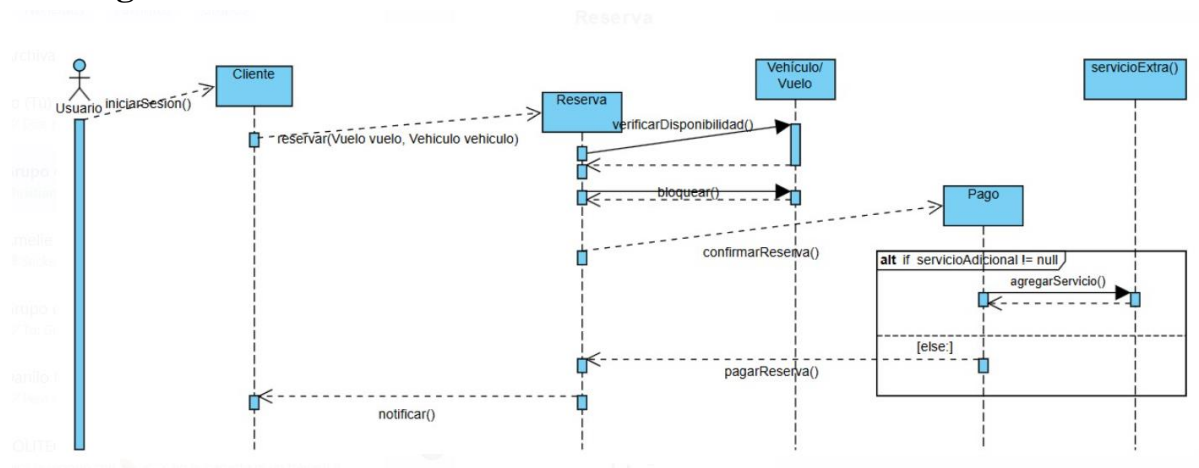 Reserva
Usuario
iniciarSesion()
Cliente
reservar(Vuelo vuelo, Vehiculo vehiculo)
Reserva
verificarDisponibilidad()
Vehículo/
Vuelo
servicioExtra()
bloquear()
Pago
confirmarReserva()
alt if servicioAdicional != null
agregarServicio()
[else:]
pagarReserva()
notificar()